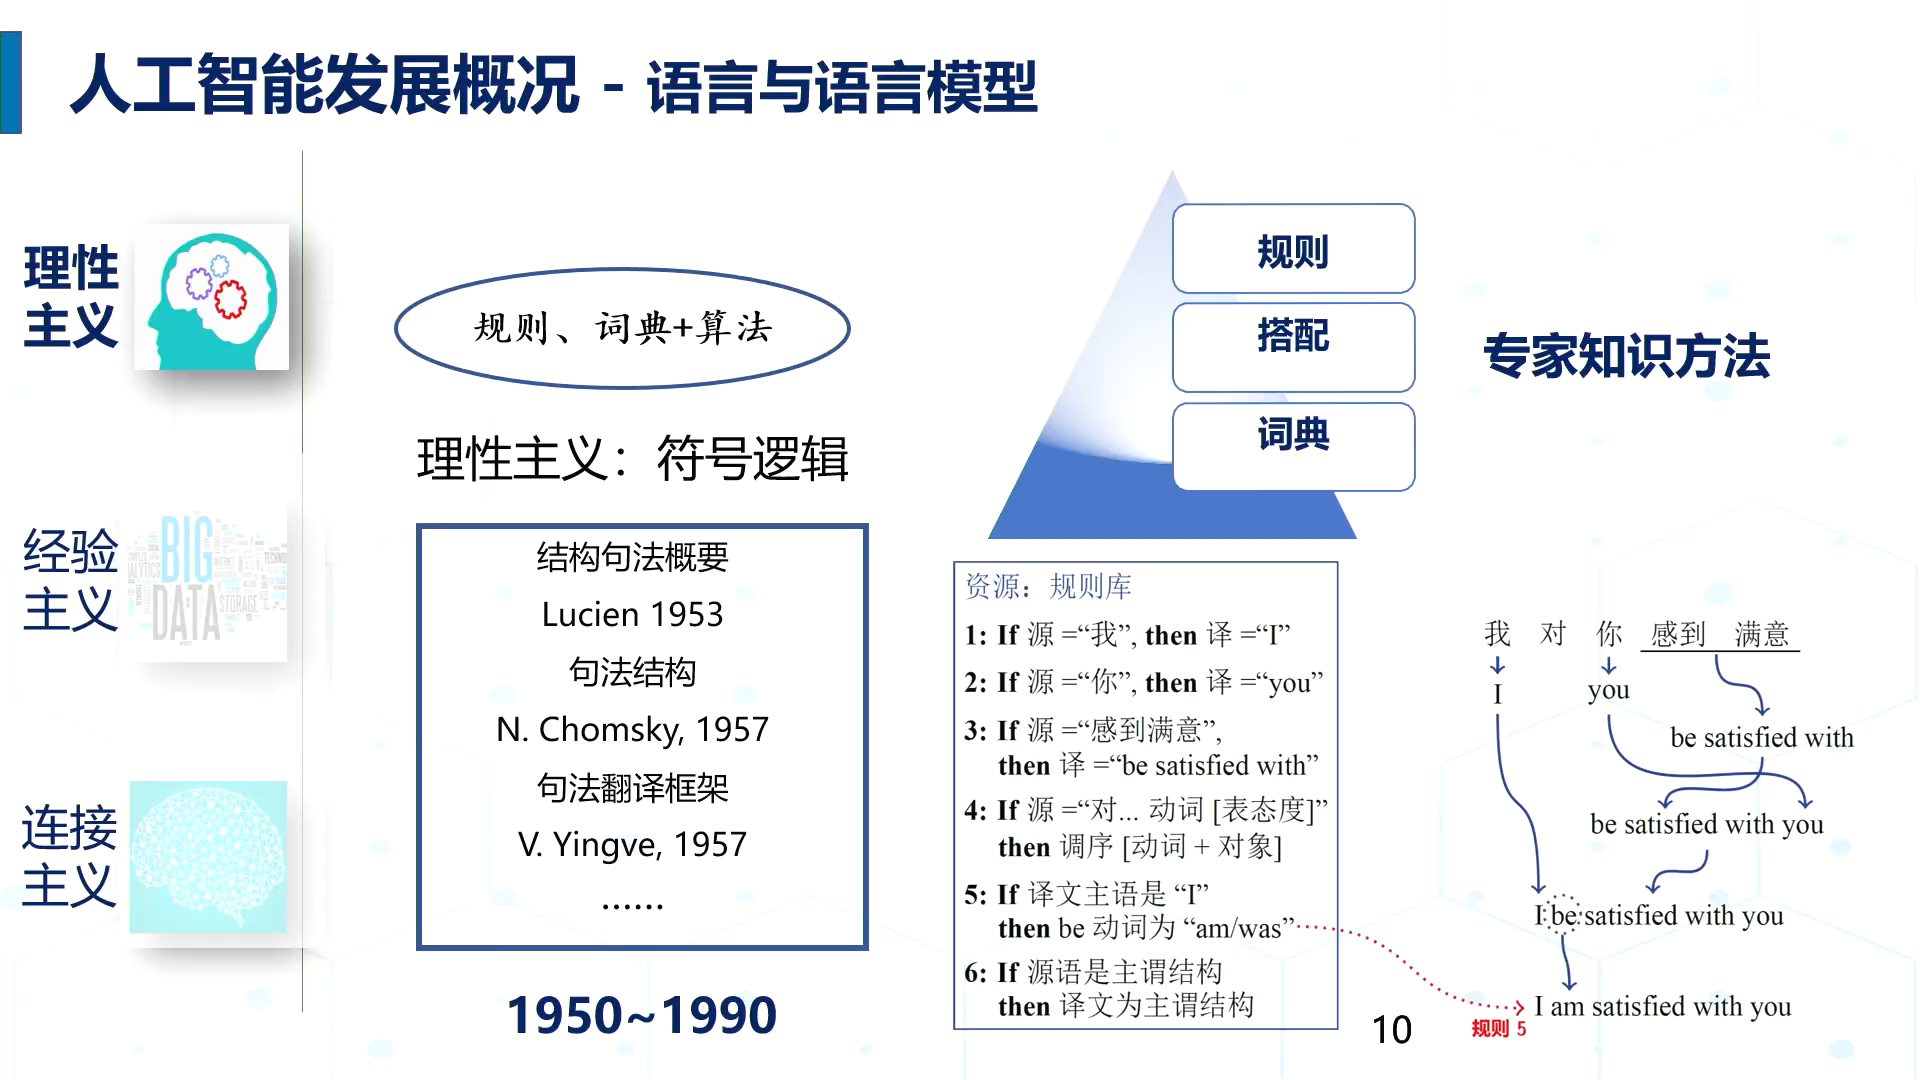 人工智能发展概况 - 语言与语言模型
理性
主义
经验
主义
BIG
DATA
STORAGE
连接
主义
规则、词典+算法
理性主义：符号逻辑
结构句法概要
Lucien 1953
句法结构
N. Chomsky, 1957
句法翻译框架
V. Yingve, 1957
……
1950~1990
规则
搭配
词典
专家知识方法
资源：规则库
1: If 源 =“我”, then 译 =“I”
2: If 源 =“你”, then 译 =“you”
3: If 源 =“感到满意”,
then 译 =“be satisfied with”
4: If 源 =“对... 动词 [表态度]”
then 调序 [动词 + 对象]
5: If 译文主语是 “I”
then be 动词为 “am/was”
6: If 源语是主谓结构
then 译文为主谓结构
我 对 你 感到 满意
I you
be satisfied with
be satisfied with you
I be satisfied with you
I am satisfied with you
规则 5
10